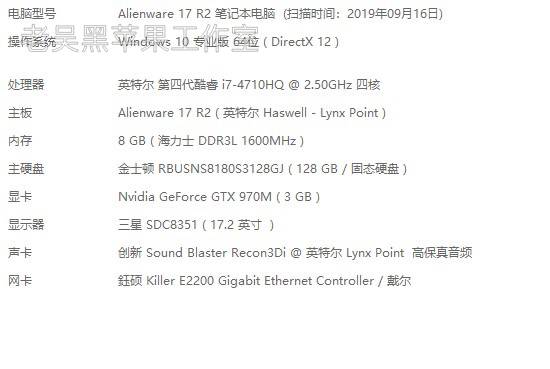 电脑型号 Alienware 17 R2 笔记本电脑 (扫描时间：2019年09月16日)
老吴黑苹果工作室
操作系统 Windows 10 专业版 64位 ( DirectX 12 )
处理器 英特尔 第四代酷睿 i7-4710HQ @ 2.50GHz 四核
主板 Alienware 17 R2 ( 英特尔 Haswell - Lynx Point )
内存 8 GB ( 海力士 DDR3L 1600MHz )
主硬盘 金士顿 RBUSNS8180S3128GJ ( 128 GB / 固态硬盘 )
显卡 Nvidia GeForce GTX 970M ( 3 GB )
显示器 三星 SDC8351 ( 17.2 英寸 )
声卡 创新 Sound Blaster Recon3Di @ 英特尔 Lynx Point 高保真音频
网卡 鈺硕 Killer E2200 Gigabit Ethernet Controller / 戴尔